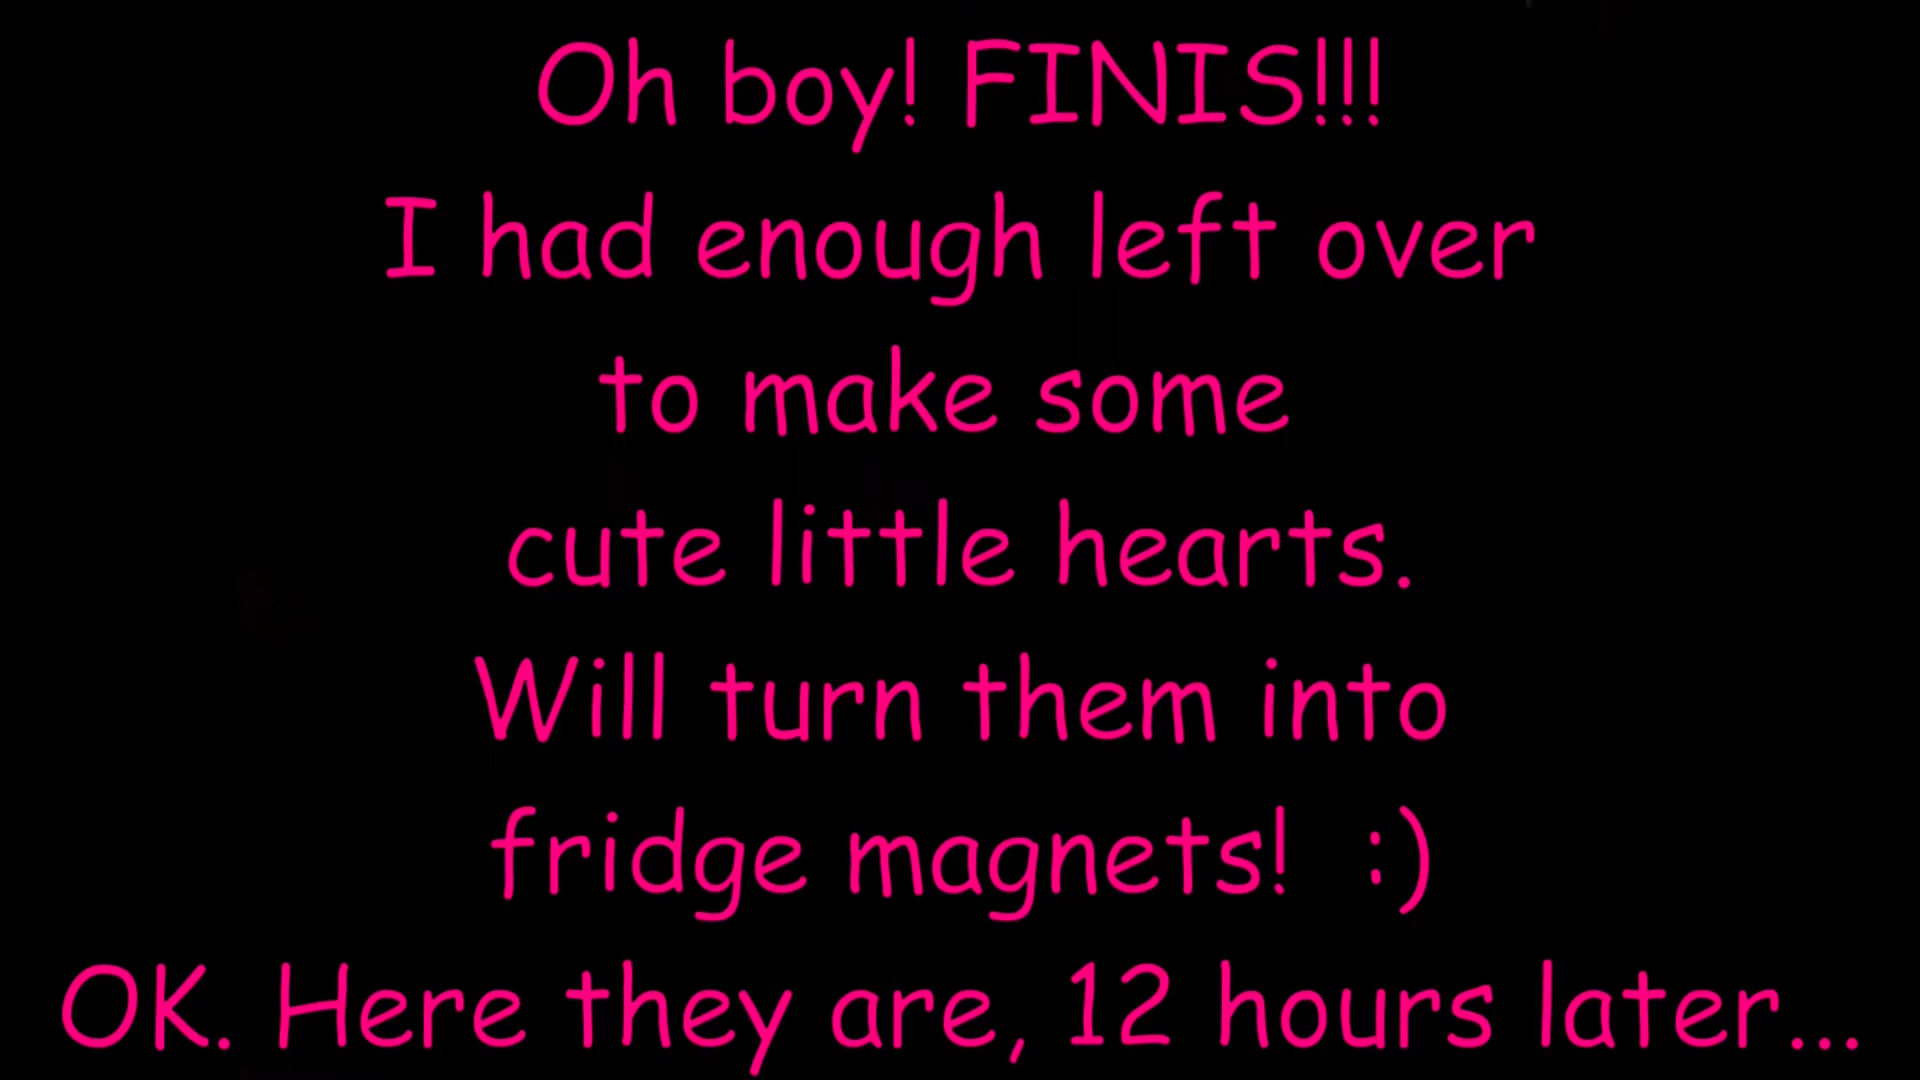 Oh boy! FINIS!!!
I had enough left over
to make some
cute little hearts.
Will turn them into
fridge magnets!  :)
OK. Here they are, 12 hours later...